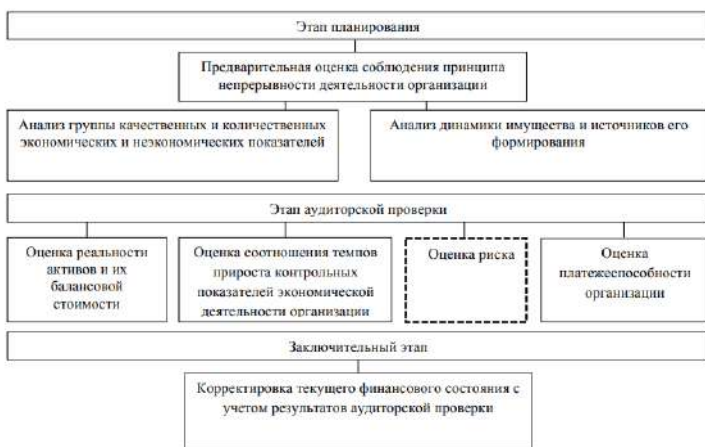 Этап планирования
Предварительная оценка соблюдения принципа
непрерывности деятельности организации
Анализ группы качественных и количественных
экономических и неэкономических показателей
Анализ динамики имущества и источников его
формирования
Этап аудиторской проверки
Оценка реальности
активов и их
балансовой
стоимости
Оценка соотношения темпов
прироста контрольных
показателей экономической
деятельности организации
Оценка риска
Оценка
платежеспособности
организации
Заключительный этап
Корректировка текущего финансового состояния с
учетом результатов аудиторской проверки